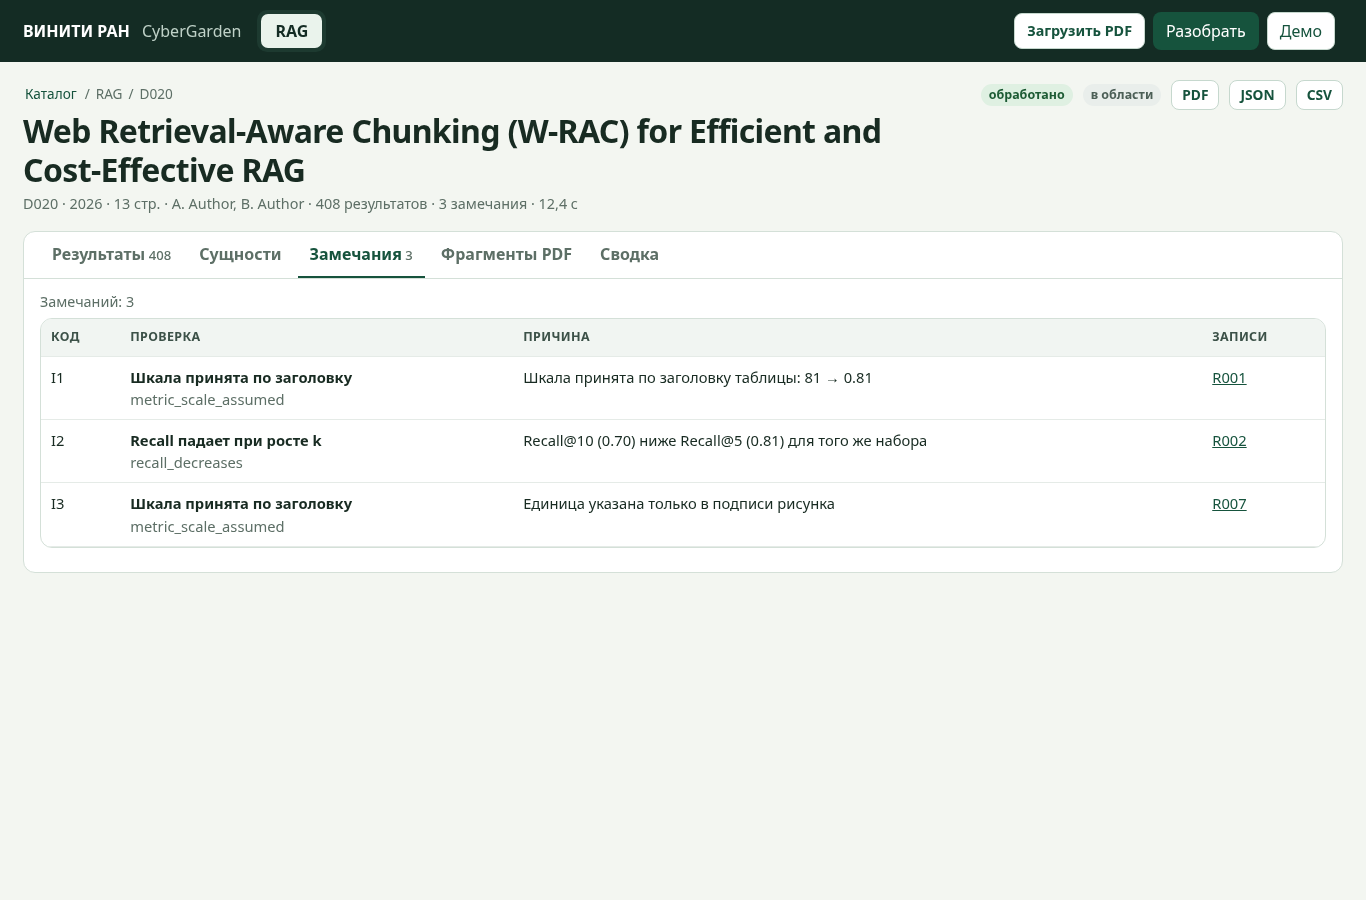 ВИНИТИ РАН CyberGarden RAG Загрузить PDF Разобрать Демо
Каталог / RAG / D020 обработано в области PDF JSON CSV
Web Retrieval-Aware Chunking (W-RAC) for Efficient and
Cost-Effective RAG
D020 · 2026 · 13 стр. · A. Author, B. Author · 408 результатов · 3 замечания · 12,4 с
Результаты 408 Сущности Замечания 3 Фрагменты PDF Сводка
Замечаний: 3
КОД ПРОВЕРКА ПРИЧИНА ЗАПИСИ
I1 Шкала принята по заголовку Шкала принята по заголовку таблицы: 81 → 0.81 R001
metric_scale_assumed
I2 Recall падает при росте k Recall@10 (0.70) ниже Recall@5 (0.81) для того же набора R002
recall_decreases
I3 Шкала принята по заголовку Единица указана только в подписи рисунка R007
metric_scale_assumed